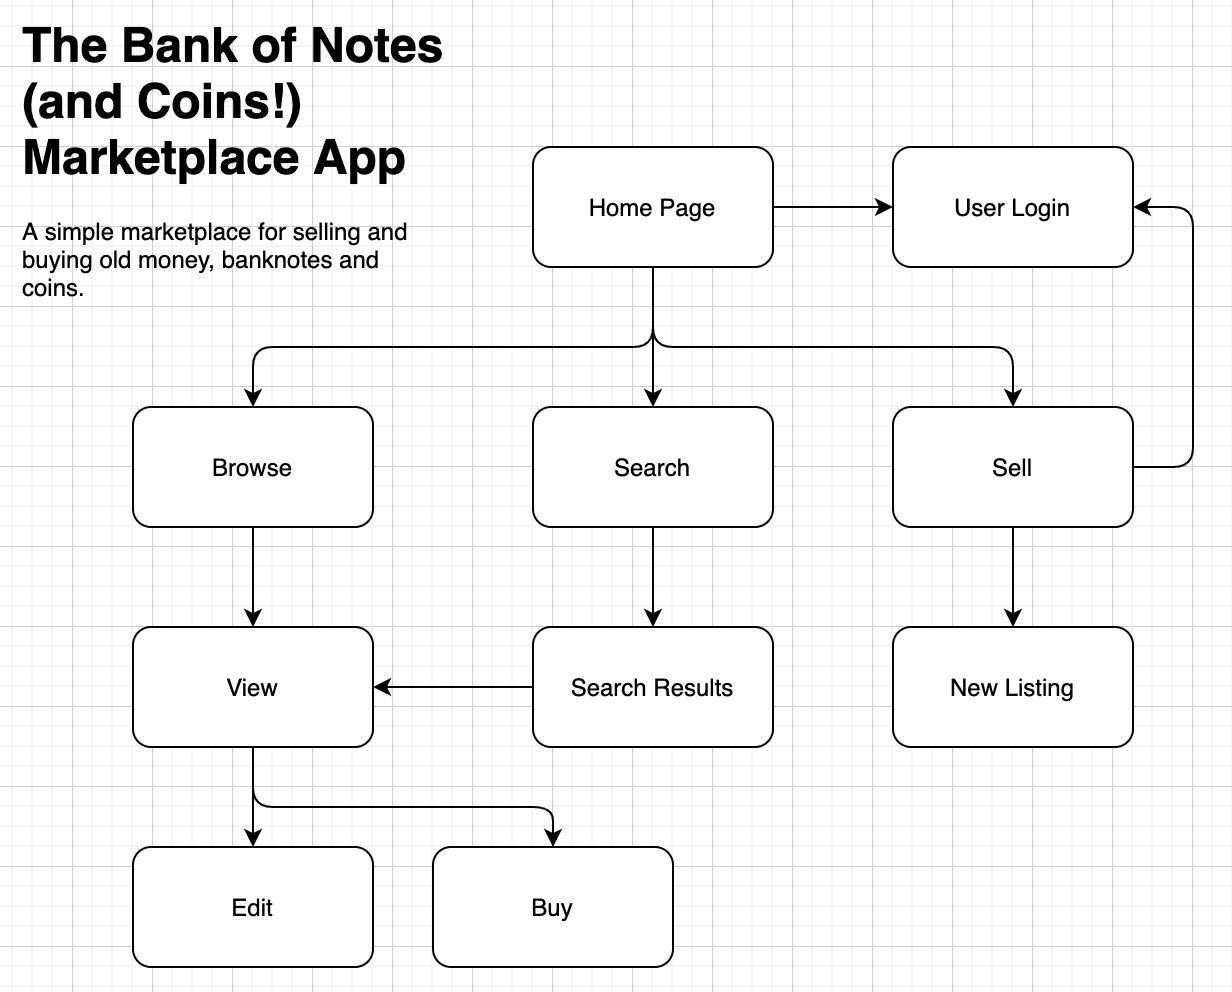 The Bank of Notes
(and Coins!)
Marketplace App
A simple marketplace for selling and
buying old money, banknotes and
coins.
Home Page
User Login
Browse
Search
Sell
View
Search Results
New Listing
Edit
Buy